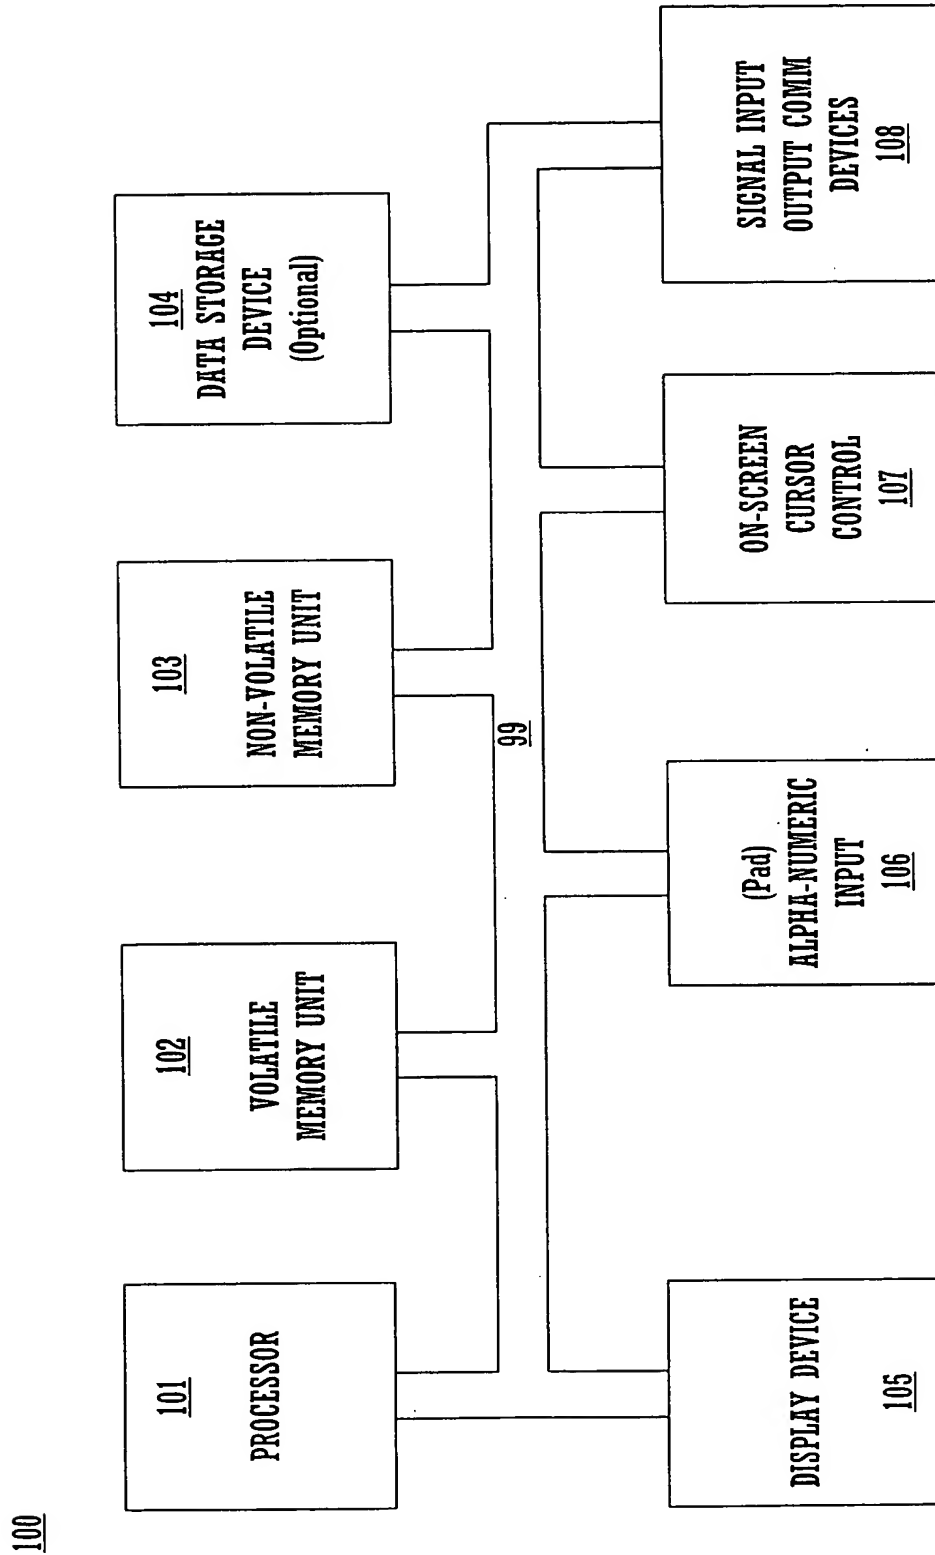 100
101
PROCESSOR
102
VOLATILE
MEMORY UNIT
103
NON-VOLATILE
MEMORY UNIT
104
DATA STORAGE
DEVICE
(Optional)
99
DISPLAY DEVICE
105
(Pad)
ALPHA-NUMERIC
INPUT
106
ON-SCREEN
CURSOR
CONTROL
107
SIGNAL INPUT
OUTPUT COMM
DEVICES
108